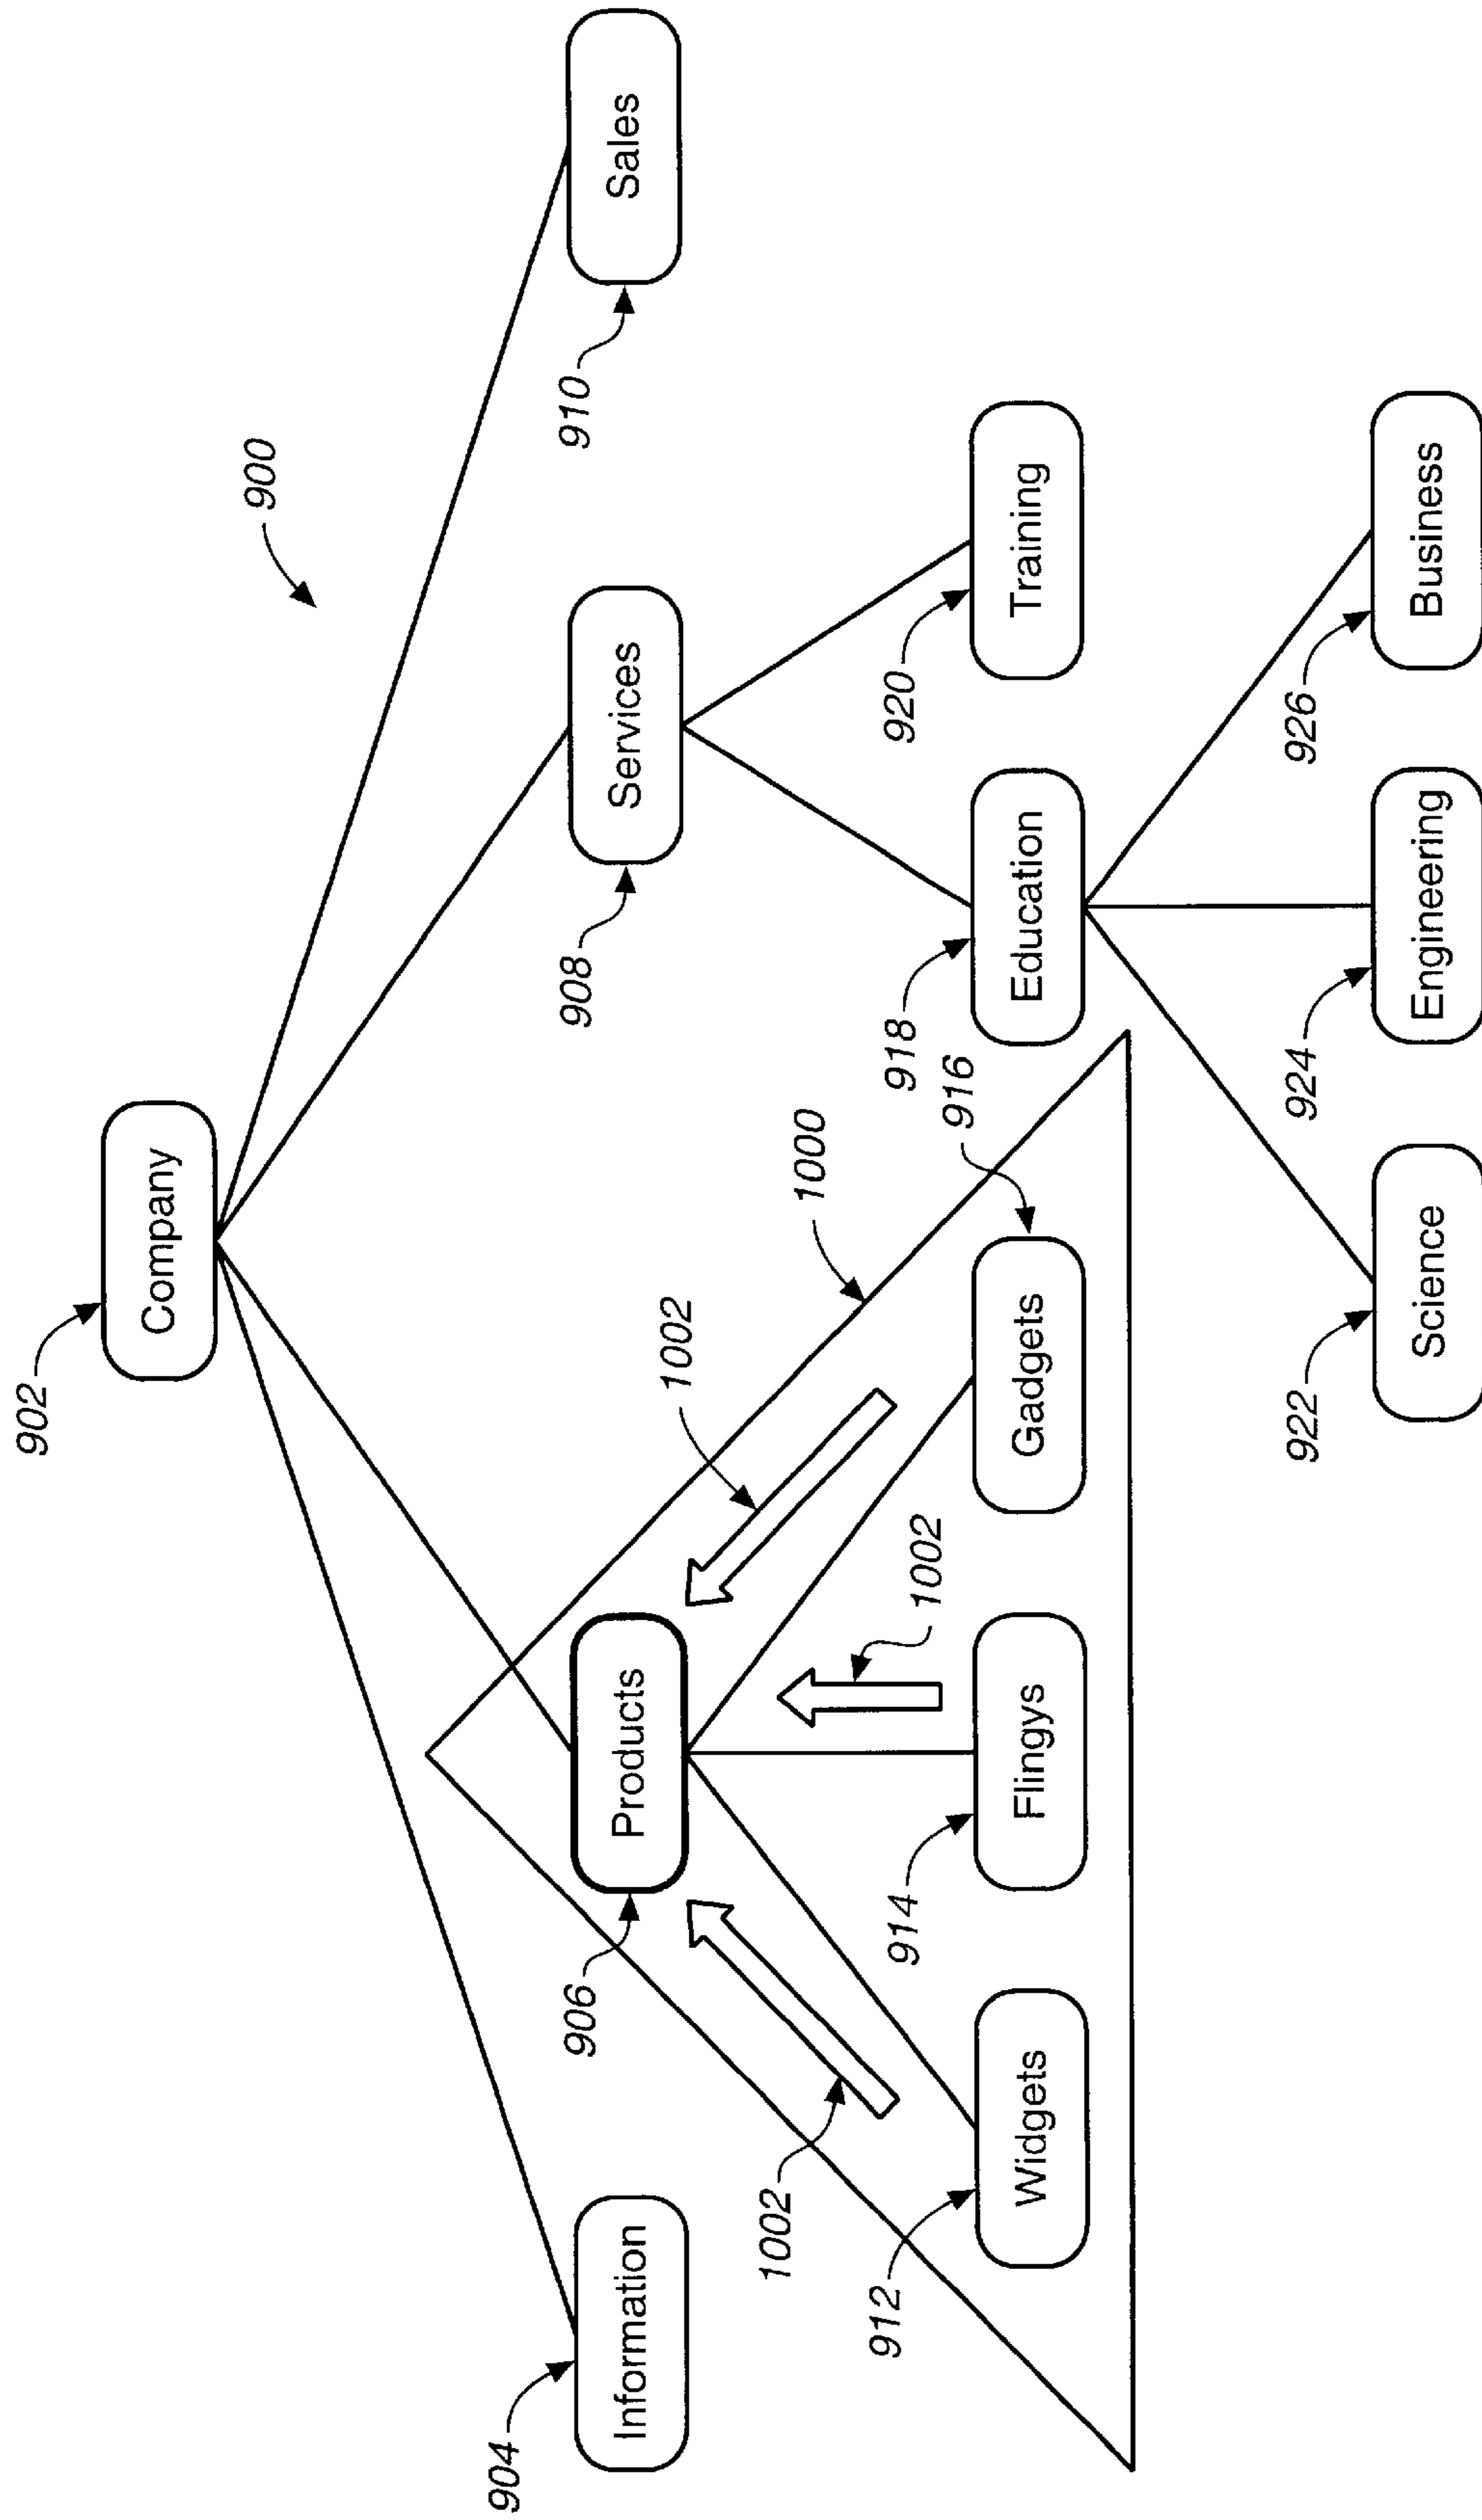 902
Company
900
904
Information
906
Products
908
Services
910
Sales
1002
1000
1002
1002
912
Widgets
914
Flingys
916
Gadgets
918
Education
920
Training
922
Science
924
Engineering
926
Business